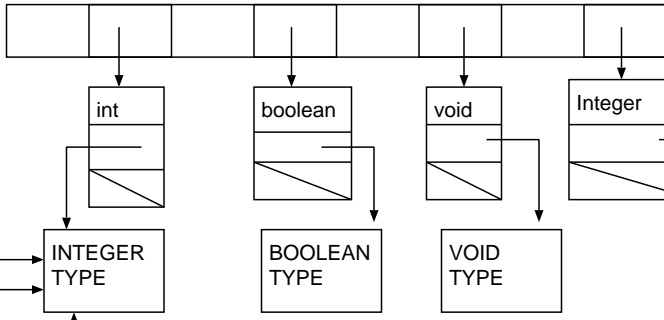 int
boolean
void
Integer
INTEGER
TYPE
BOOLEAN
TYPE
VOID
TYPE